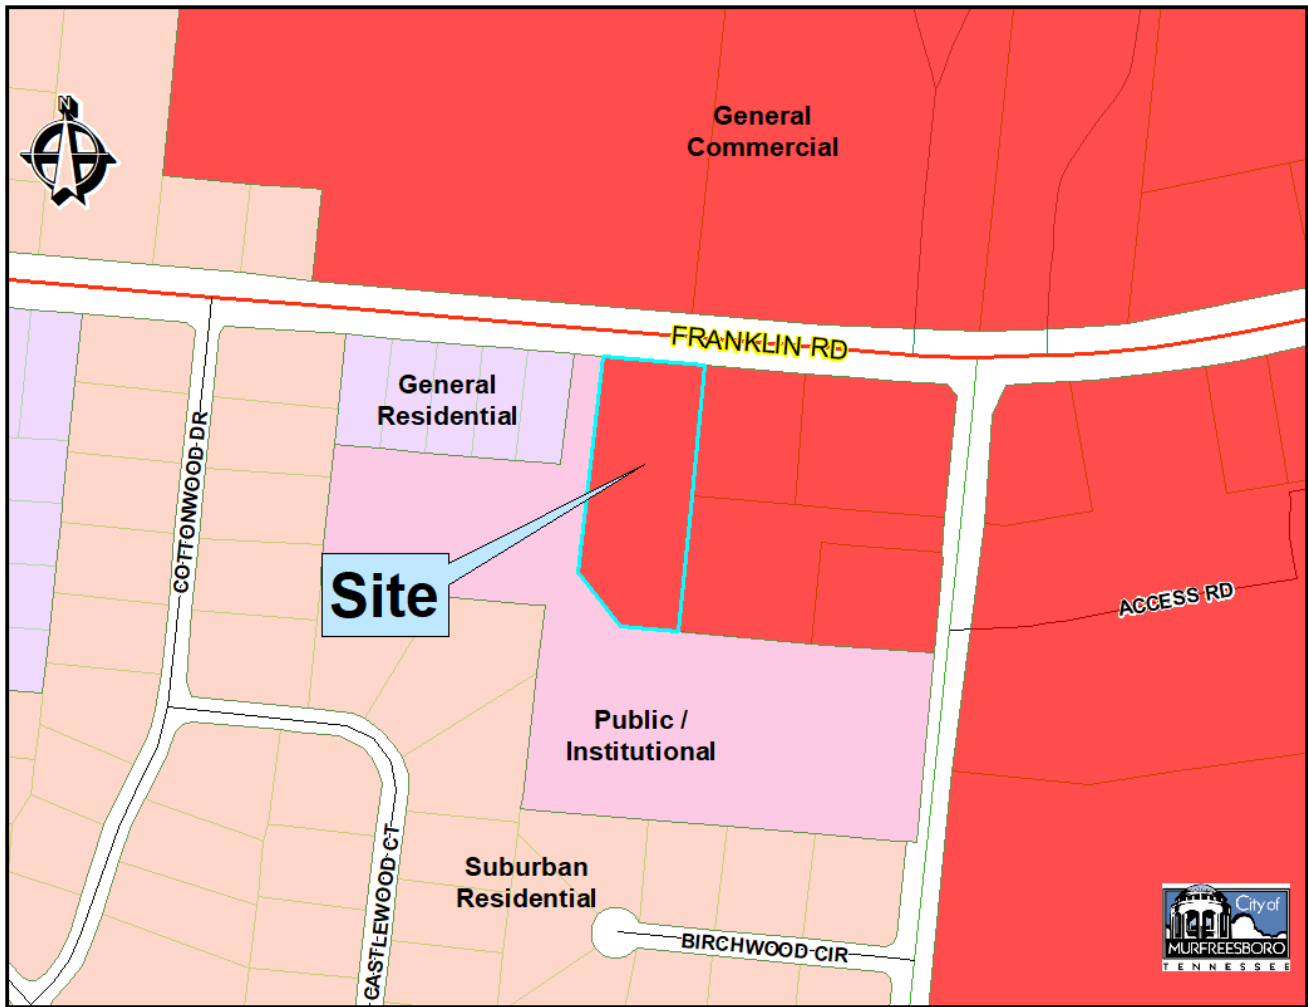 N
General
Commercial
FRANKLIN RD
General
Residential
COTTONWOOD DR
Site
ACCESS RD
Public /
Institutional
CASTLEWOOD CT
Suburban
Residential
BIRCHWOOD CIR
City of
MURFREESBORO
TENNESSEE